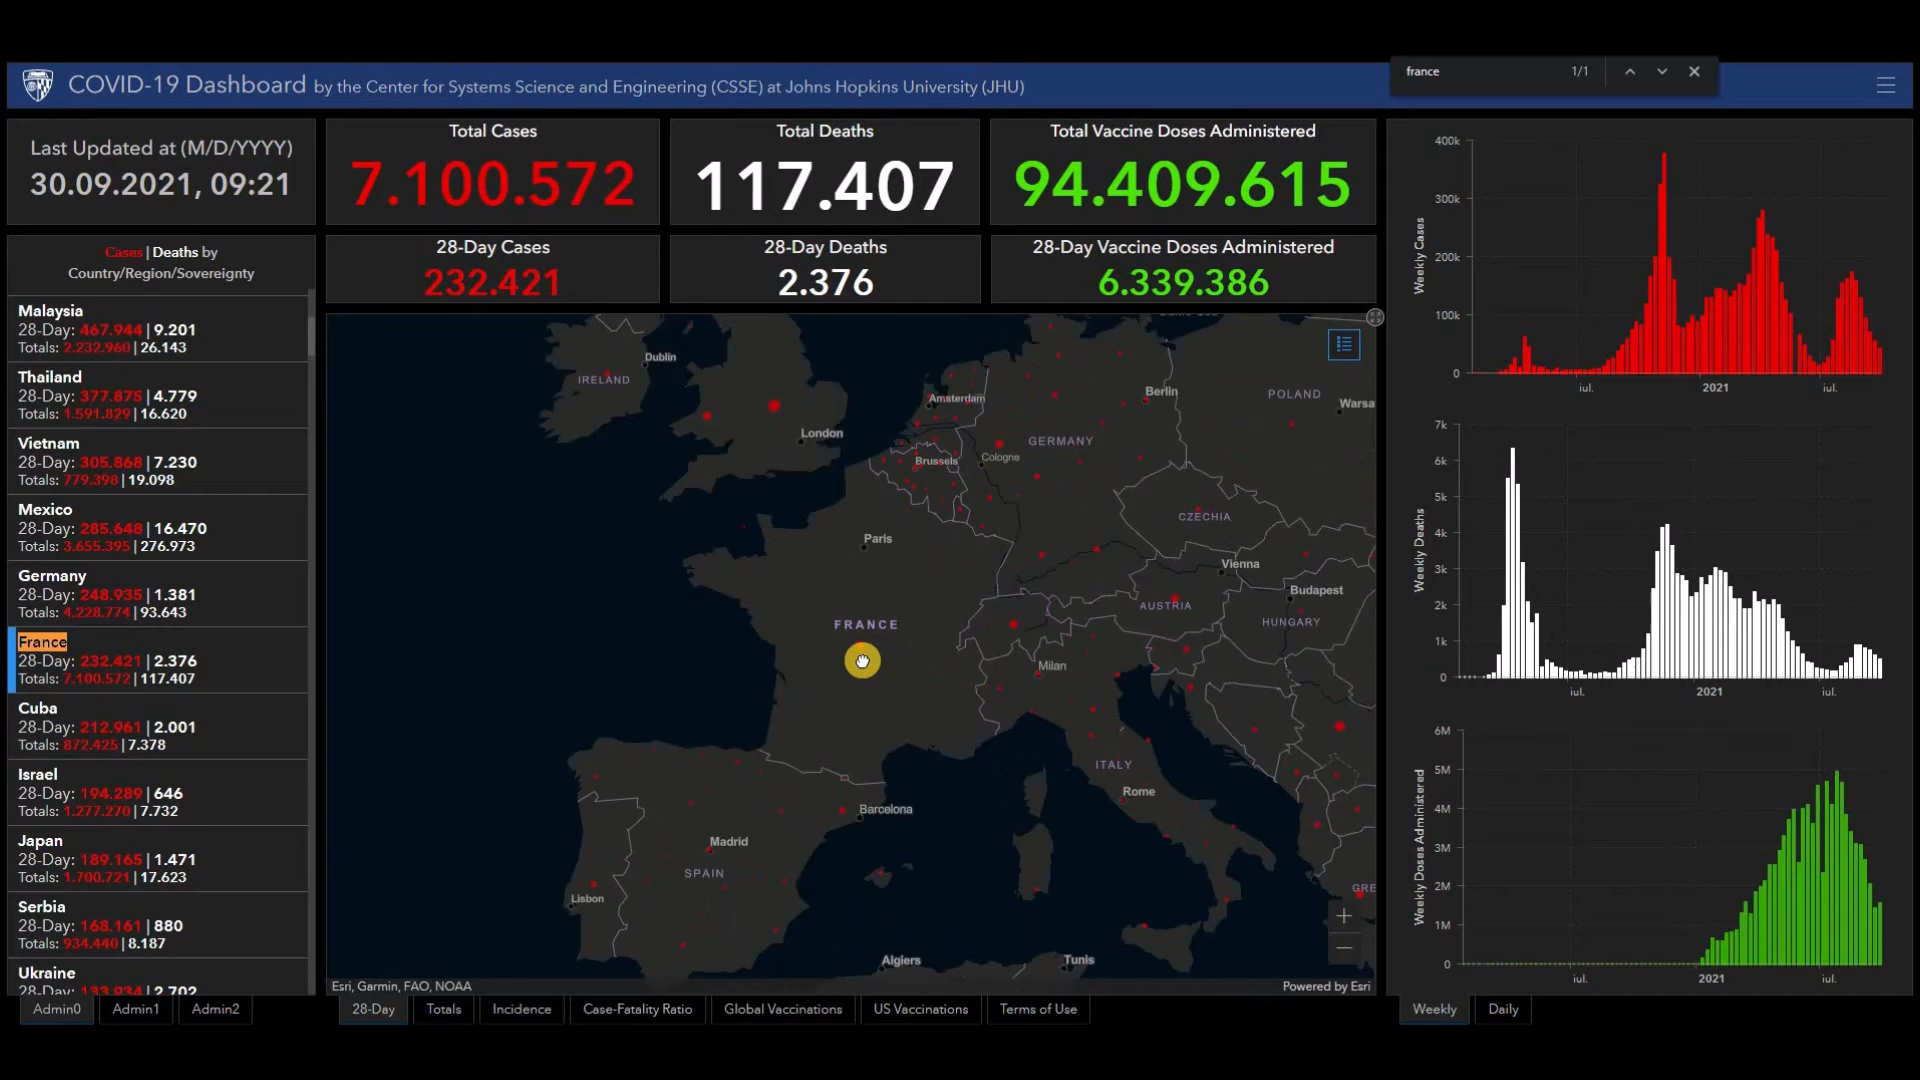 COVID-19 Dashboard by the Center for Systems Science and Engineering (CSSE) at Johns Hopkins University (JHU)
france 1/1
Last Updated at (M/D/YYYY)
30.09.2021, 09:21
Total Cases
7.100.572
Total Deaths
117.407
Total Vaccine Doses Administered
94.409.615
28-Day Cases
232.421
28-Day Deaths
2.376
28-Day Vaccine Doses Administered
6.339.386
Cases | Deaths by
Country/Region/Sovereignty
Malaysia
28-Day: 467.944 | 9.201
Totals: 2.232.960 | 26.143
Thailand
28-Day: 377.875 | 4.779
Totals: 1.591.829 | 16.620
Vietnam
28-Day: 305.868 | 7.230
Totals: 779.398 | 19.098
Mexico
28-Day: 285.648 | 16.470
Totals: 3.655.395 | 276.973
Germany
28-Day: 248.935 | 1.381
Totals: 4.228.774 | 93.643
France
28-Day: 232.421 | 2.376
Totals: 7.100.572 | 117.407
Cuba
28-Day: 212.961 | 2.001
Totals: 872.425 | 7.378
Israel
28-Day: 194.289 | 646
Totals: 1.277.270 | 7.732
Japan
28-Day: 189.165 | 1.471
Totals: 1.700.721 | 17.623
Serbia
28-Day: 168.161 | 880
Totals: 934.440 | 8.187
Ukraine
28-Day: 133.934 | 2.702
Admin0 Admin1 Admin2
Dublin
IRELAND
London
Amsterdam
Berlin
POLAND
Warsa
GERMANY
Brussels
Cologne
CZECHIA
Paris
Vienna
Budapest
AUSTRIA
HUNGARY
FRANCE
Milan
ITALY
Rome
Barcelona
Madrid
SPAIN
Lisbon
GRE
Algiers
Tunis
+
−
Esri, Garmin, FAO, NOAA
Powered by Esri
28-Day Totals Incidence Case-Fatality Ratio Global Vaccinations US Vaccinations Terms of Use
Weekly Cases
400k
300k
200k
100k
0
iul. 2021 iul.
Weekly Deaths
7k
6k
5k
4k
3k
2k
1k
0
iul. 2021 iul.
Weekly Doses Administered
6M
5M
4M
3M
2M
1M
0
iul. 2021 iul.
Weekly Daily